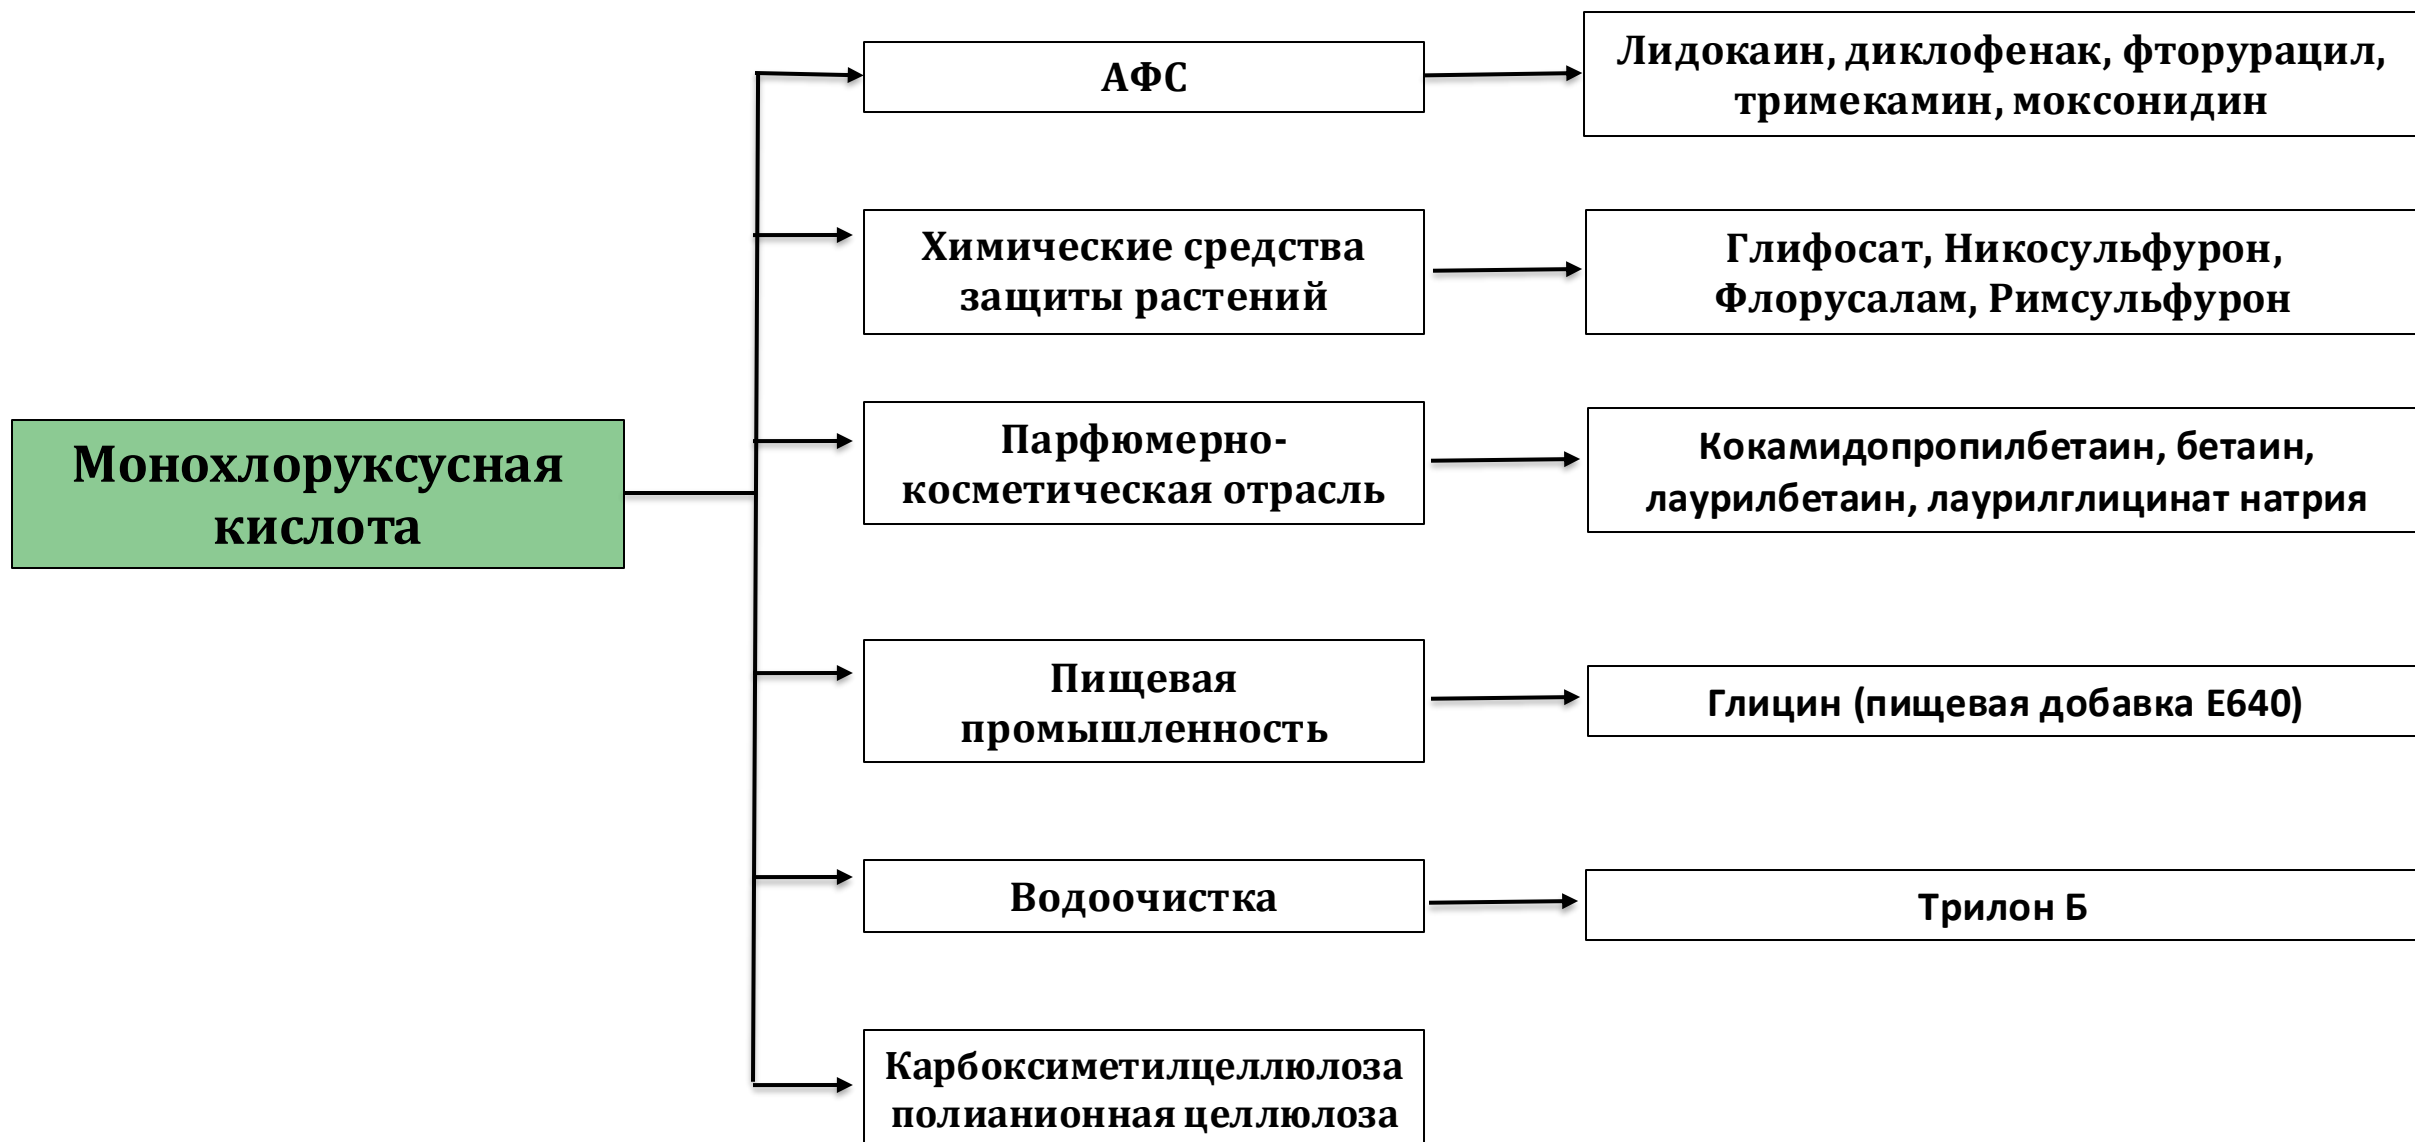 Монохлоруксусная
кислота
АФС
Лидокаин, диклофенак, фторурацил,
тримекамин, моксонидин
Химические средства
защиты растений
Глифосат, Никосульфурон,
Флорусалам, Римсульфурон
Парфюмерно-
косметическая отрасль
Кокамидопропилбетаин, бетаин,
лаурилбетаин, лаурилглицинат натрия
Пищевая
промышленность
Глицин (пищевая добавка Е640)
Водоочистка
Трилон Б
Карбоксиметилцеллюлоза
полианионная целлюлоза